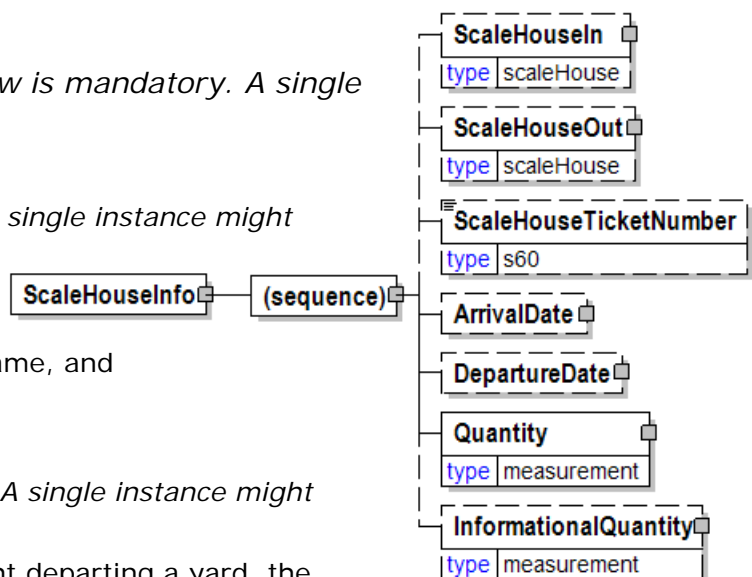 w is mandatory. A single
single instance might
ame, and
A single instance might
nt departing a yard, the
ScaleHouseInfo
(sequence)
ScaleHouseIn
type scaleHouse
ScaleHouseOut
type scaleHouse
ScaleHouseTicketNumber
type s60
ArrivalDate
DepartureDate
Quantity
type measurement
InformationalQuantity
type measurement